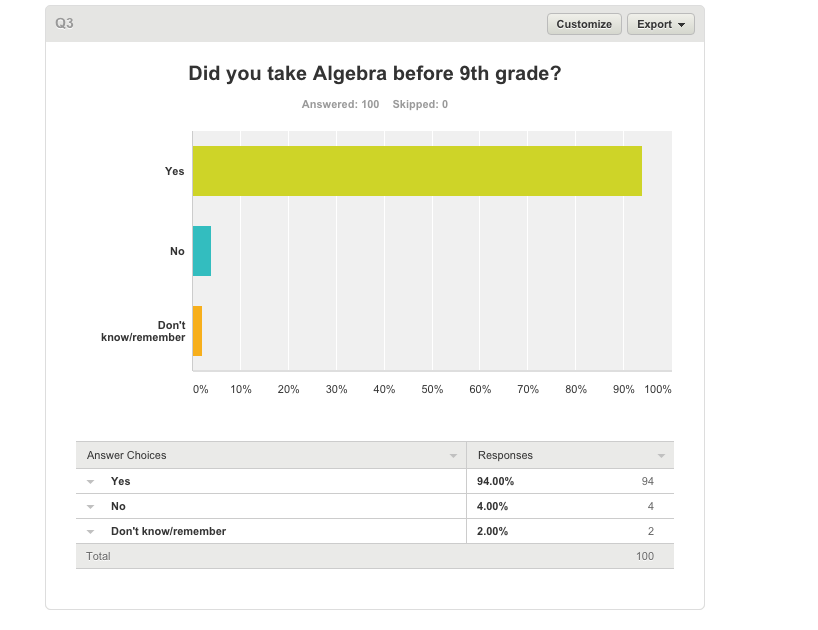 Q3
Customize
Export
Did you take Algebra before 9th grade?
Answered: 100 Skipped: 0
Yes
No
Don't
know/remember
0% 10% 20% 30% 40% 50% 60% 70% 80% 90% 100%
Answer Choices Responses
Yes 94.00% 94
No 4.00% 4
Don't know/remember 2.00% 2
Total 100